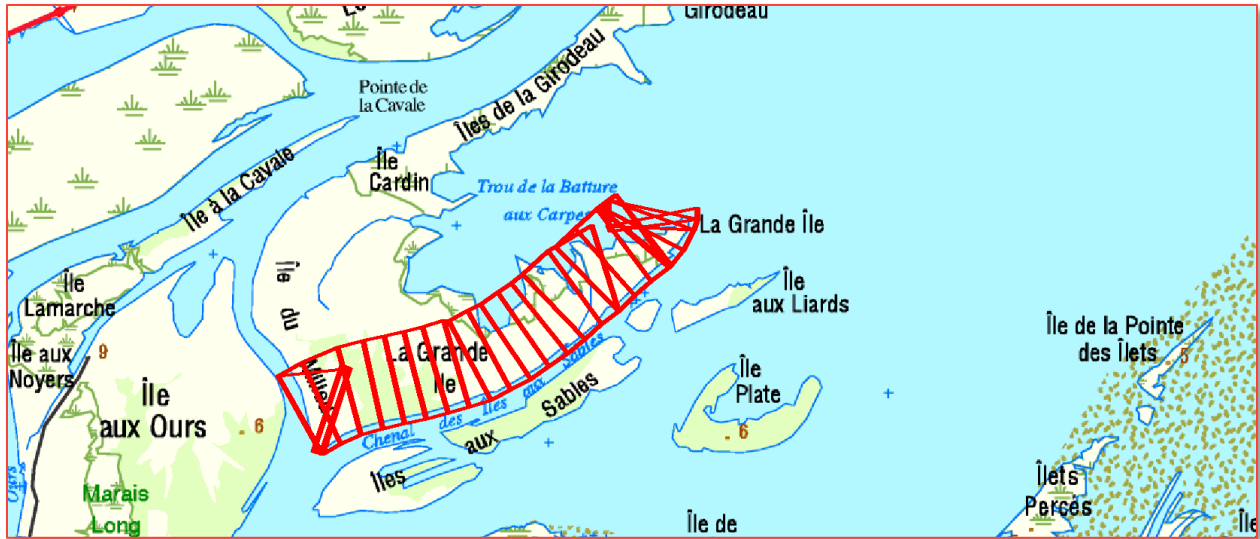 Girodeau
Pointe de
la Cavale
Îles de la Girodeau
Île
Cardin
Île à la Cavale
Trou de la Batture
aux Carpes
La Grande Île
Île du
Île
Lamarche
Île
aux Liards
Île de la Pointe
des Îlets
5
Île aux
Noyers
9
La Grande
Île
Île
Plate
Île
aux Ours
6
Chenal des Îles aux Sables
Îles aux Sables
6
Îles
Percés
Marais
Long
Ours
Île de
Île